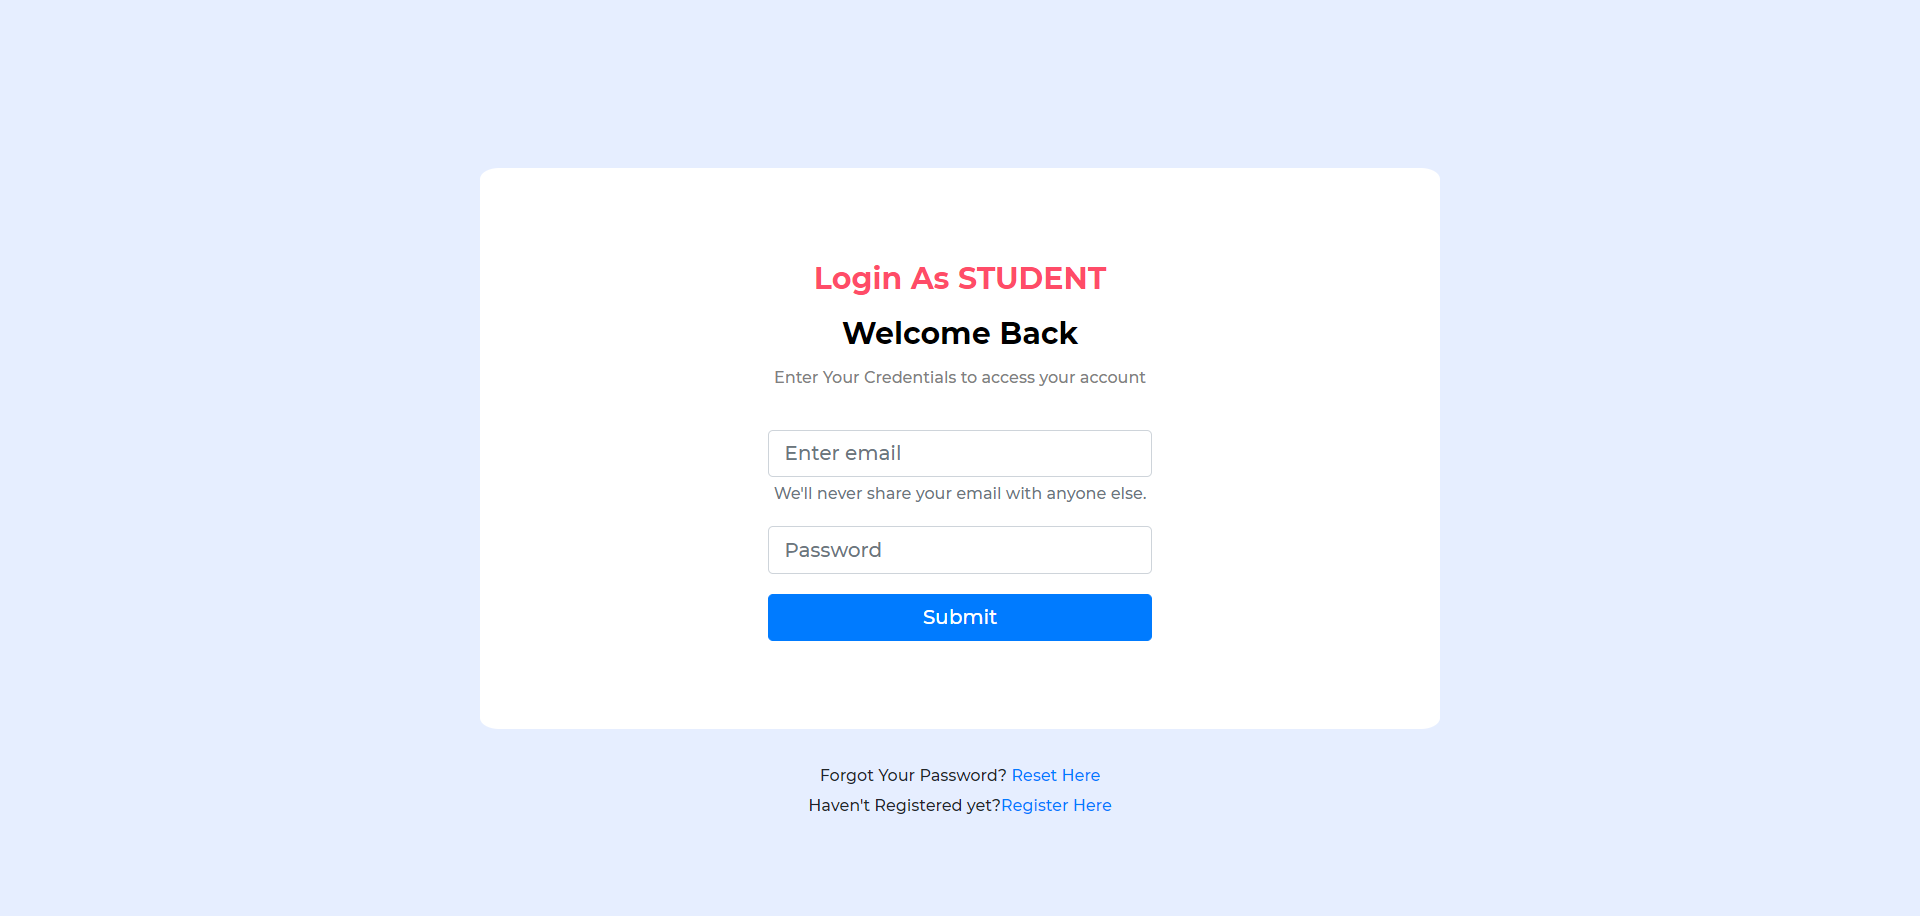 Login As STUDENT
Welcome Back
Enter Your Credentials to access your account
Enter email
We'll never share your email with anyone else.
Password
Submit
Forgot Your Password? Reset Here
Haven't Registered yet?Register Here